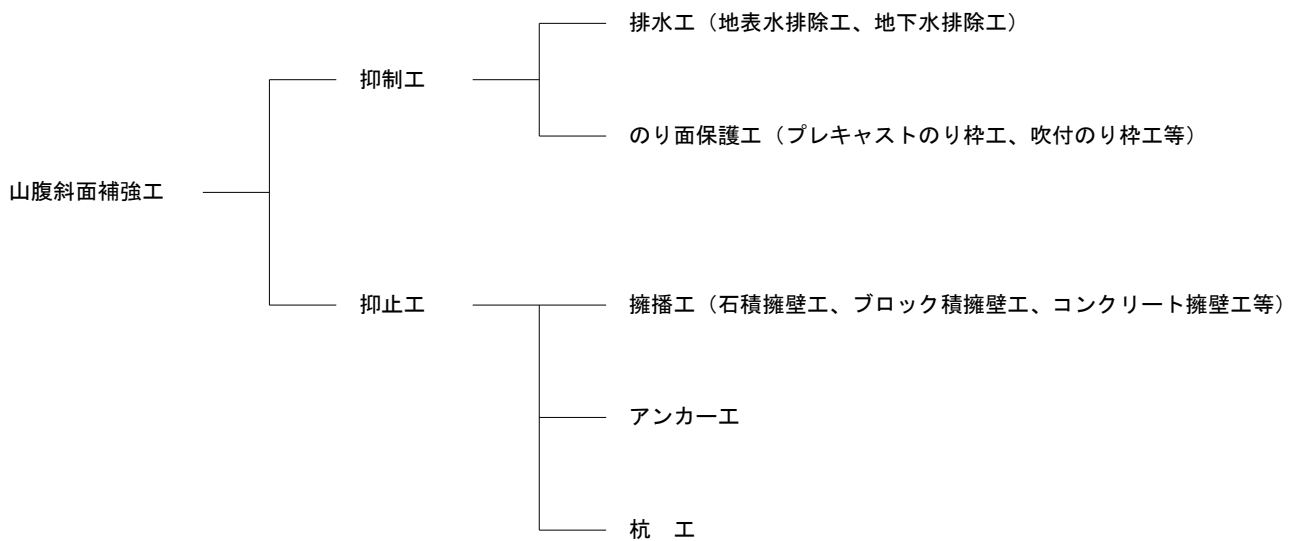 排水工（地表水排除工、地下水排除工）
抑制工
のり面保護工（プレキャストのり枠工、吹付のり枠工等）
山腹斜面補強工
抑止工
擁播工（石積擁壁工、ブロック積擁壁工、コンクリート擁壁工等）
アンカー工
杭　工